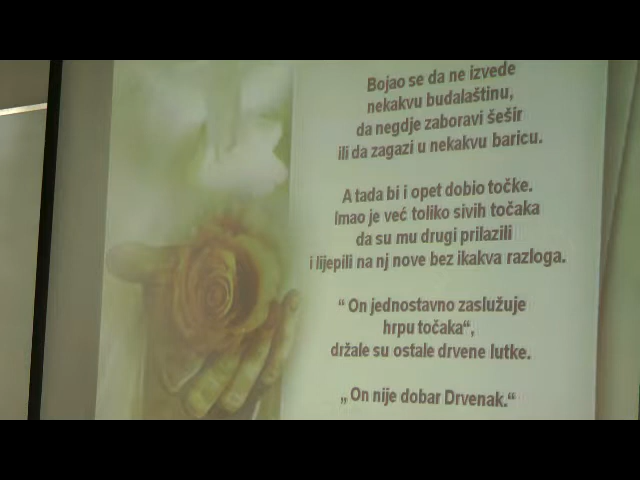 Bojao se da ne izvede
nekakvu budalaštinu,
da negdje zaboravi šešir
ili da zagazi u nekakvu baricu.
A tada bi i opet dobio točke.
Imao je već toliko sivih točaka
da su mu drugi prilazili
i lijepili na nj nove bez ikakva razloga.
“ On jednostavno zaslužuje
hrpu točaka“,
držale su ostale drvene lutke.
„ On nije dobar Drvenak.“